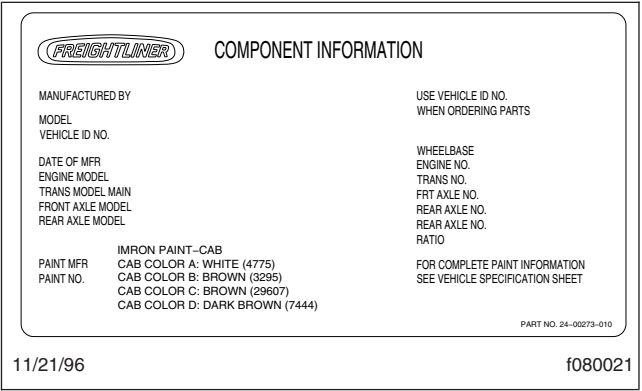 FREIGHTLINER
COMPONENT INFORMATION
MANUFACTURED BY
MODEL
VEHICLE ID NO.
DATE OF MFR
ENGINE MODEL
TRANS MODEL MAIN
FRONT AXLE MODEL
REAR AXLE MODEL
IMRON PAINT–CAB
PAINT MFR CAB COLOR A: WHITE (4775)
PAINT NO. CAB COLOR B: BROWN (3295)
CAB COLOR C: BROWN (29607)
CAB COLOR D: DARK BROWN (7444)
USE VEHICLE ID NO.
WHEN ORDERING PARTS
WHEELBASE
ENGINE NO.
TRANS NO.
FRT AXLE NO.
REAR AXLE NO.
REAR AXLE NO.
RATIO
FOR COMPLETE PAINT INFORMATION
SEE VEHICLE SPECIFICATION SHEET
PART NO. 24–00273–010
11/21/96 f080021